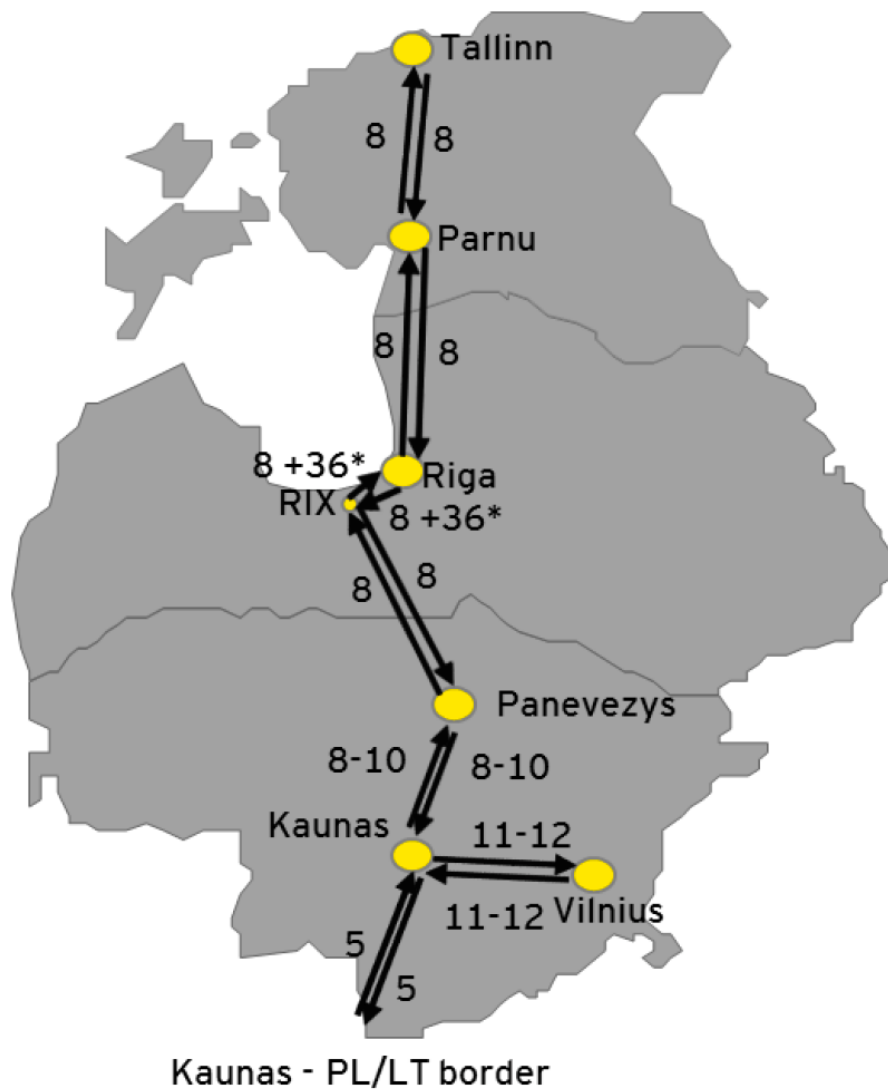 Tallinn
8
8
Parnu
8
8
8 +36*
Riga
RIX
8 +36*
8
8
Panevezys
8-10
8-10
Kaunas
11-12
11-12
Vilnius
5
5
Kaunas - PL/LT border